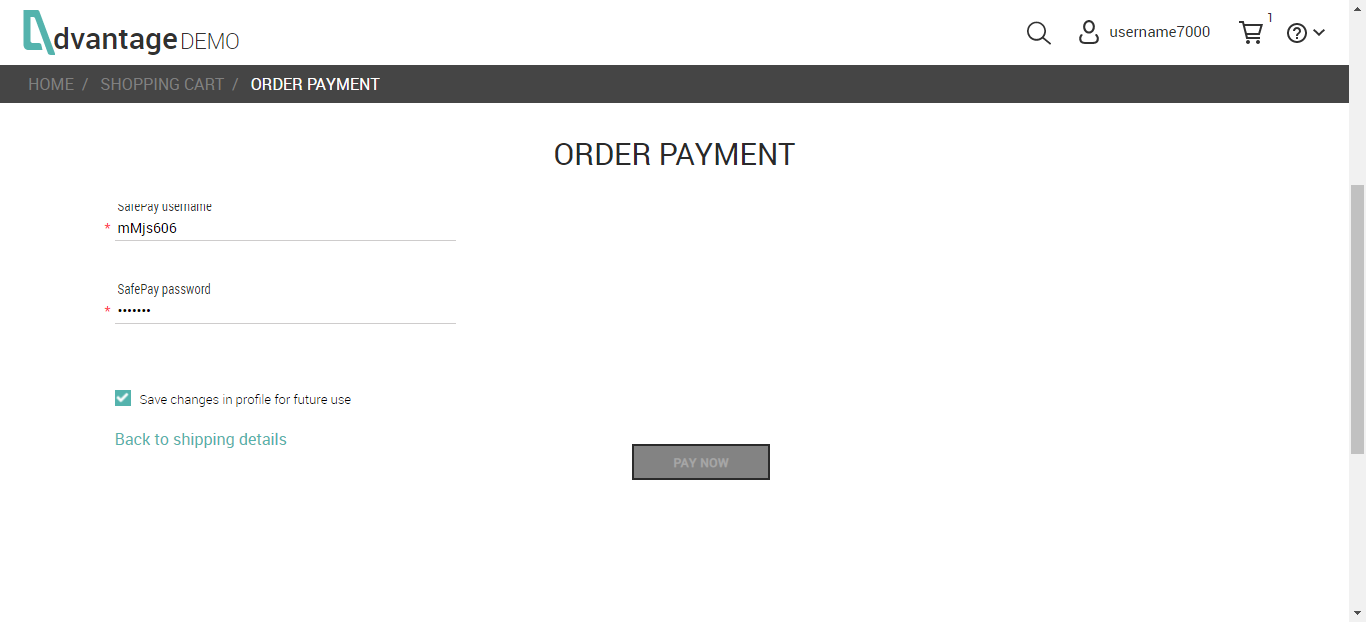 dvantage DEMO
username7000
1
HOME / SHOPPING CART / ORDER PAYMENT
ORDER PAYMENT
SafePay username
* mMjs606
SafePay password
* •••••••
Save changes in profile for future use
Back to shipping details
PAY NOW